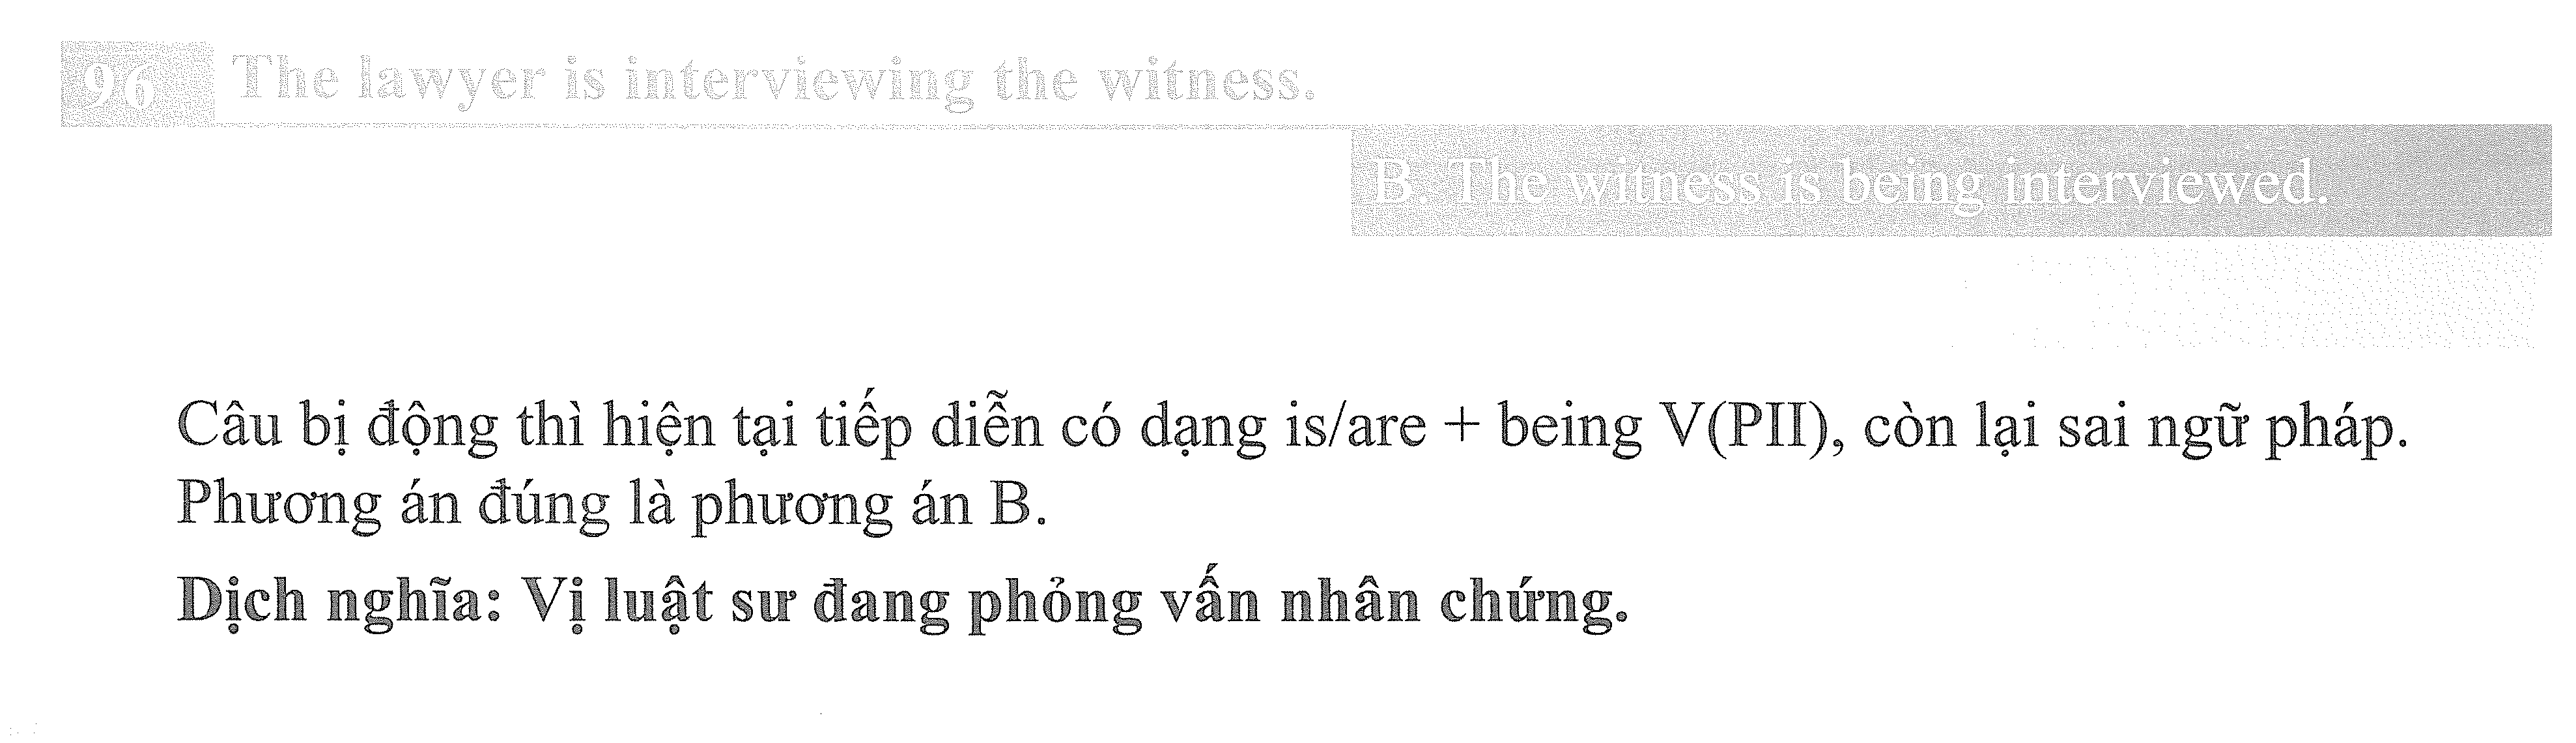 96 The lawyer is interviewing the witness.
B. The witness is being interviewed.
Câu bị động thì hiện tại tiếp diễn có dạng is/are + being V(PII), còn lại sai ngữ pháp.
Phương án đúng là phương án B.
Dịch nghĩa: Vị luật sư đang phỏng vấn nhân chứng.